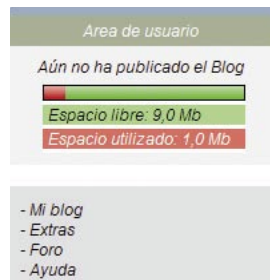 Area de usuario
Aún no ha publicado el Blog
Espacio libre: 9,0 Mb
Espacio utilizado: 1,0 Mb
- Mi blog
- Extras
- Foro
- Ayuda